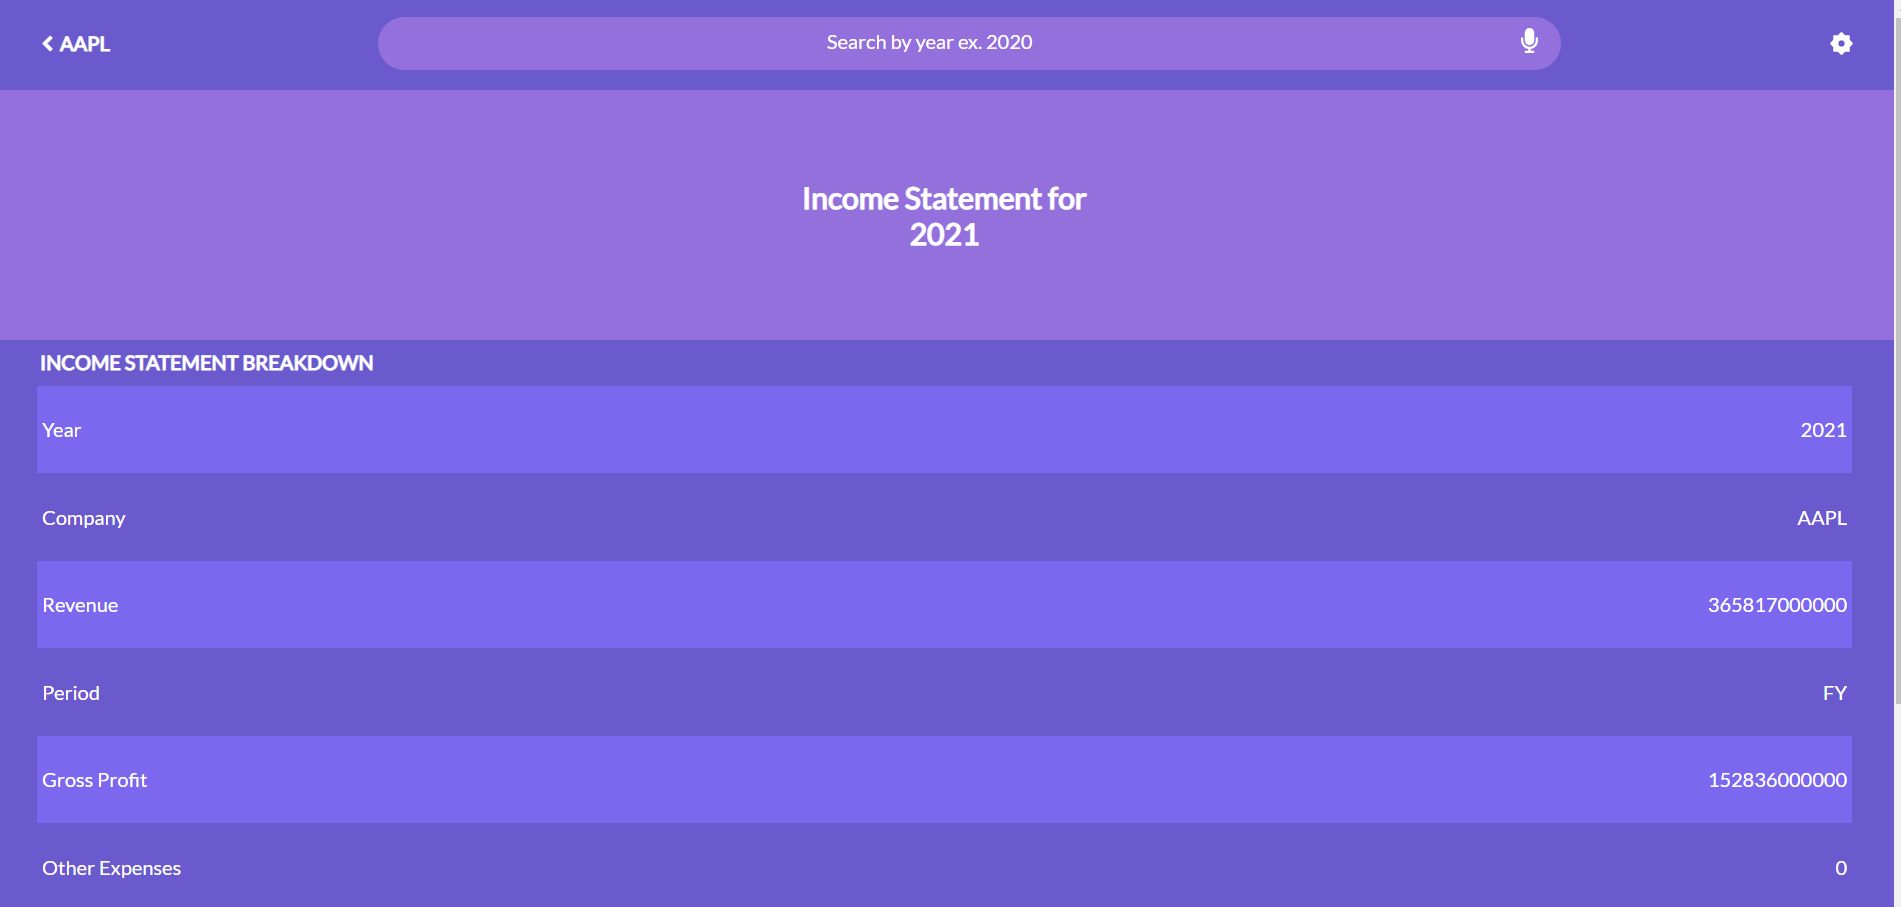 AAPL
Search by year ex. 2020
Income Statement for
2021
INCOME STATEMENT BREAKDOWN
Year 2021
Company AAPL
Revenue 365817000000
Period FY
Gross Profit 152836000000
Other Expenses 0